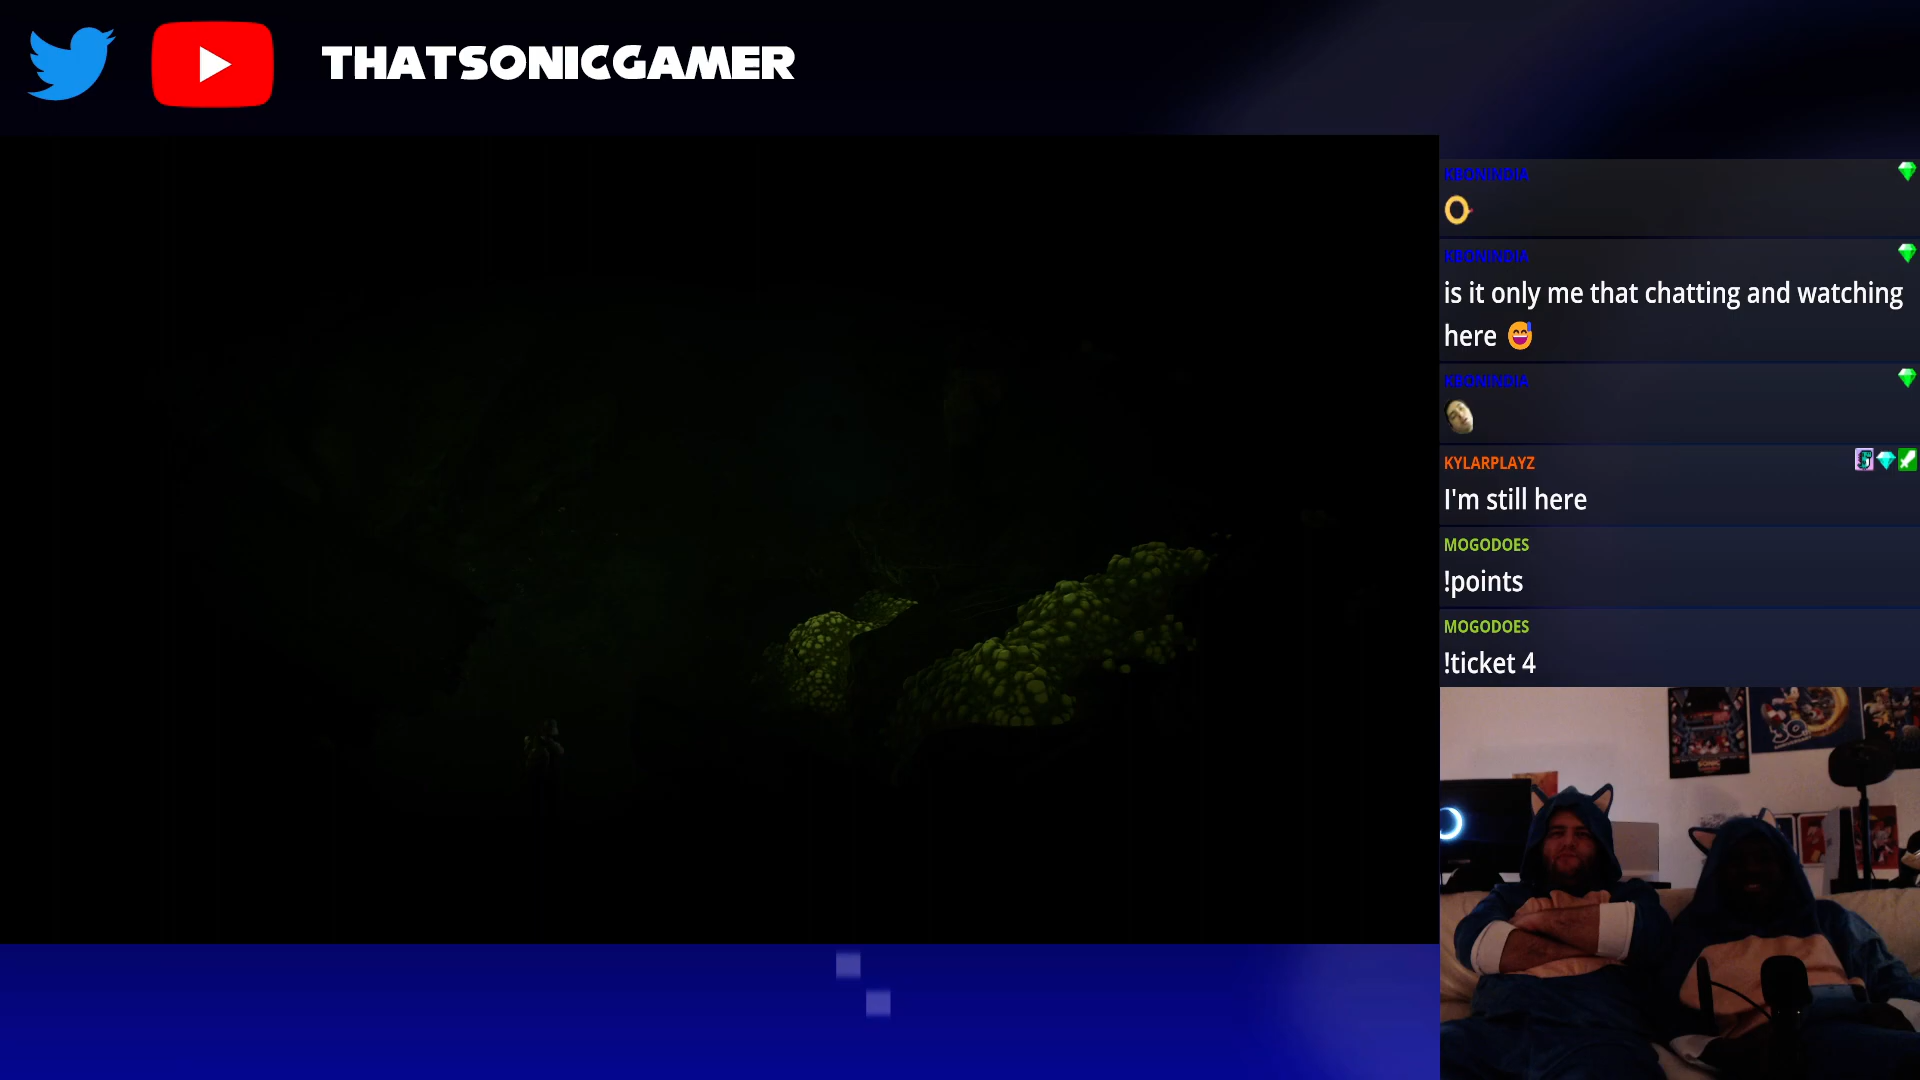 THATSONICGAMER
KBONINDIA
KBONINDIA
is it only me that chatting and watching
here
KBONINDIA
KYLARPLAYZ
I'm still here
MOGODOES
!points
MOGODOES
!ticket 4